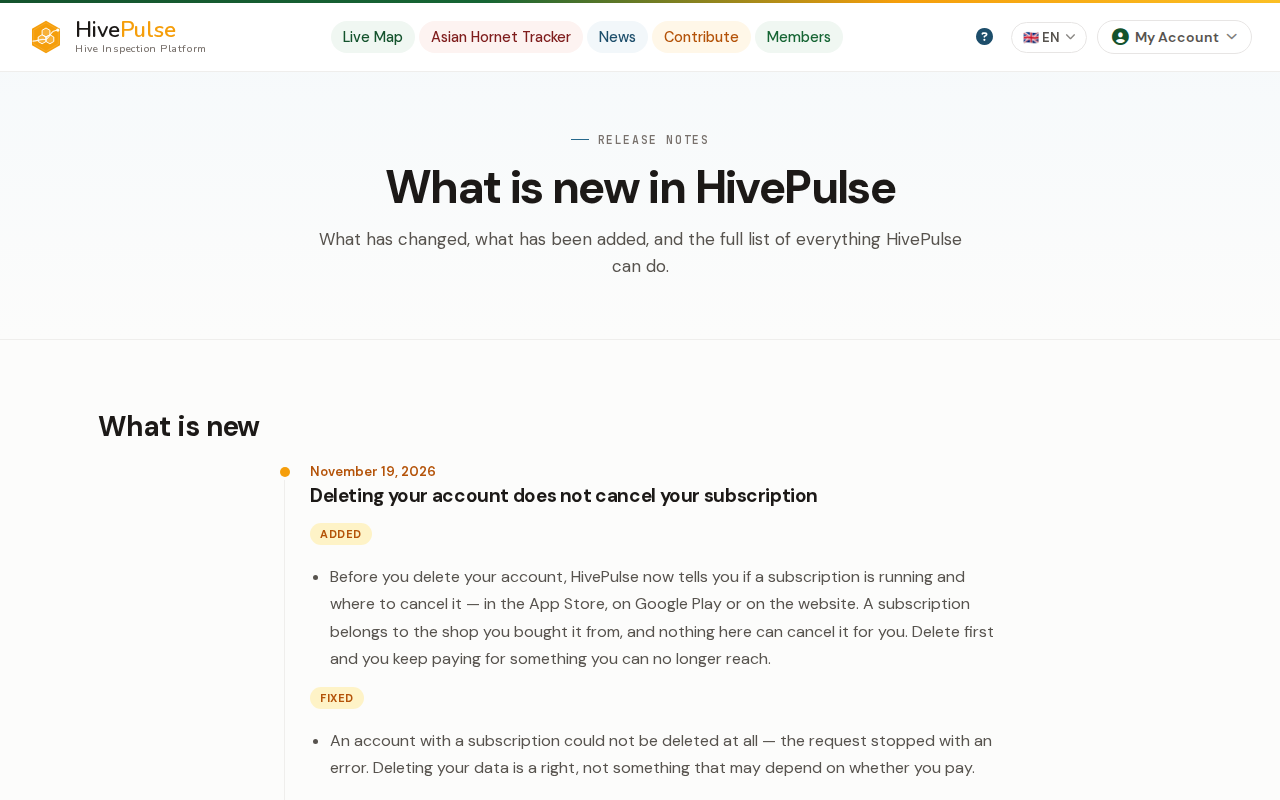 HivePulse
Hive Inspection Platform
Live Map
Asian Hornet Tracker
News
Contribute
Members
?
EN
My Account
RELEASE NOTES
What is new in HivePulse
What has changed, what has been added, and the full list of everything HivePulse
can do.
What is new
November 19, 2026
Deleting your account does not cancel your subscription
ADDED
Before you delete your account, HivePulse now tells you if a subscription is running and
where to cancel it — in the App Store, on Google Play or on the website. A subscription
belongs to the shop you bought it from, and nothing here can cancel it for you. Delete first
and you keep paying for something you can no longer reach.
FIXED
An account with a subscription could not be deleted at all — the request stopped with an
error. Deleting your data is a right, not something that may depend on whether you pay.